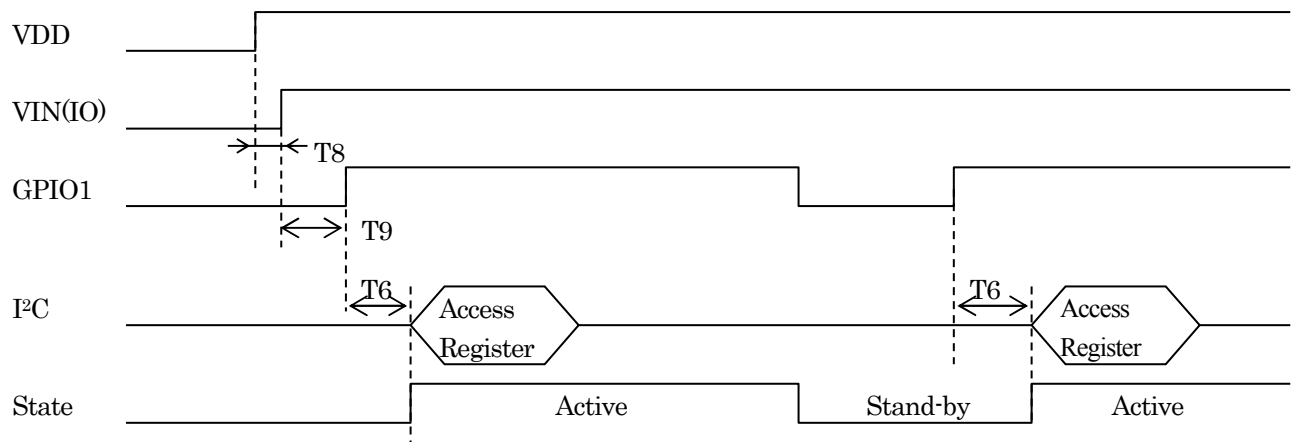 VDD
VIN(IO)
T8
GPIO1
T9
I²C
T6
Access
Register
T6
Access
Register
State
Active
Stand-by
Active